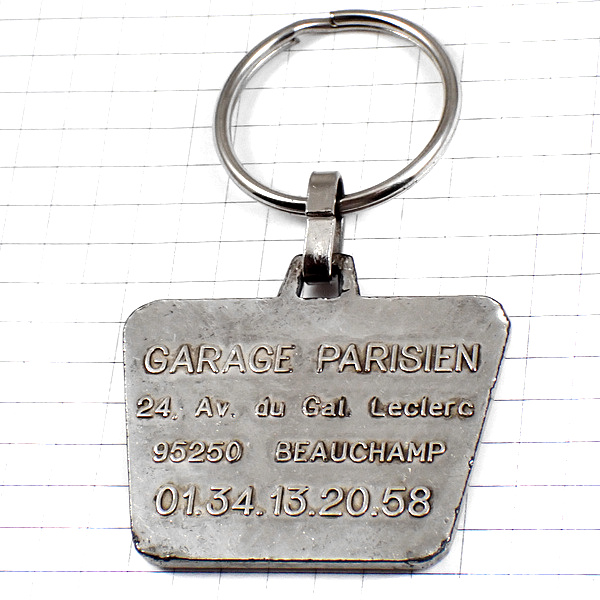 GARAGE PARISIEN
24, Av. du Gal. Leclerc
95250 BEAUCHAMP
01.34.13.20.58